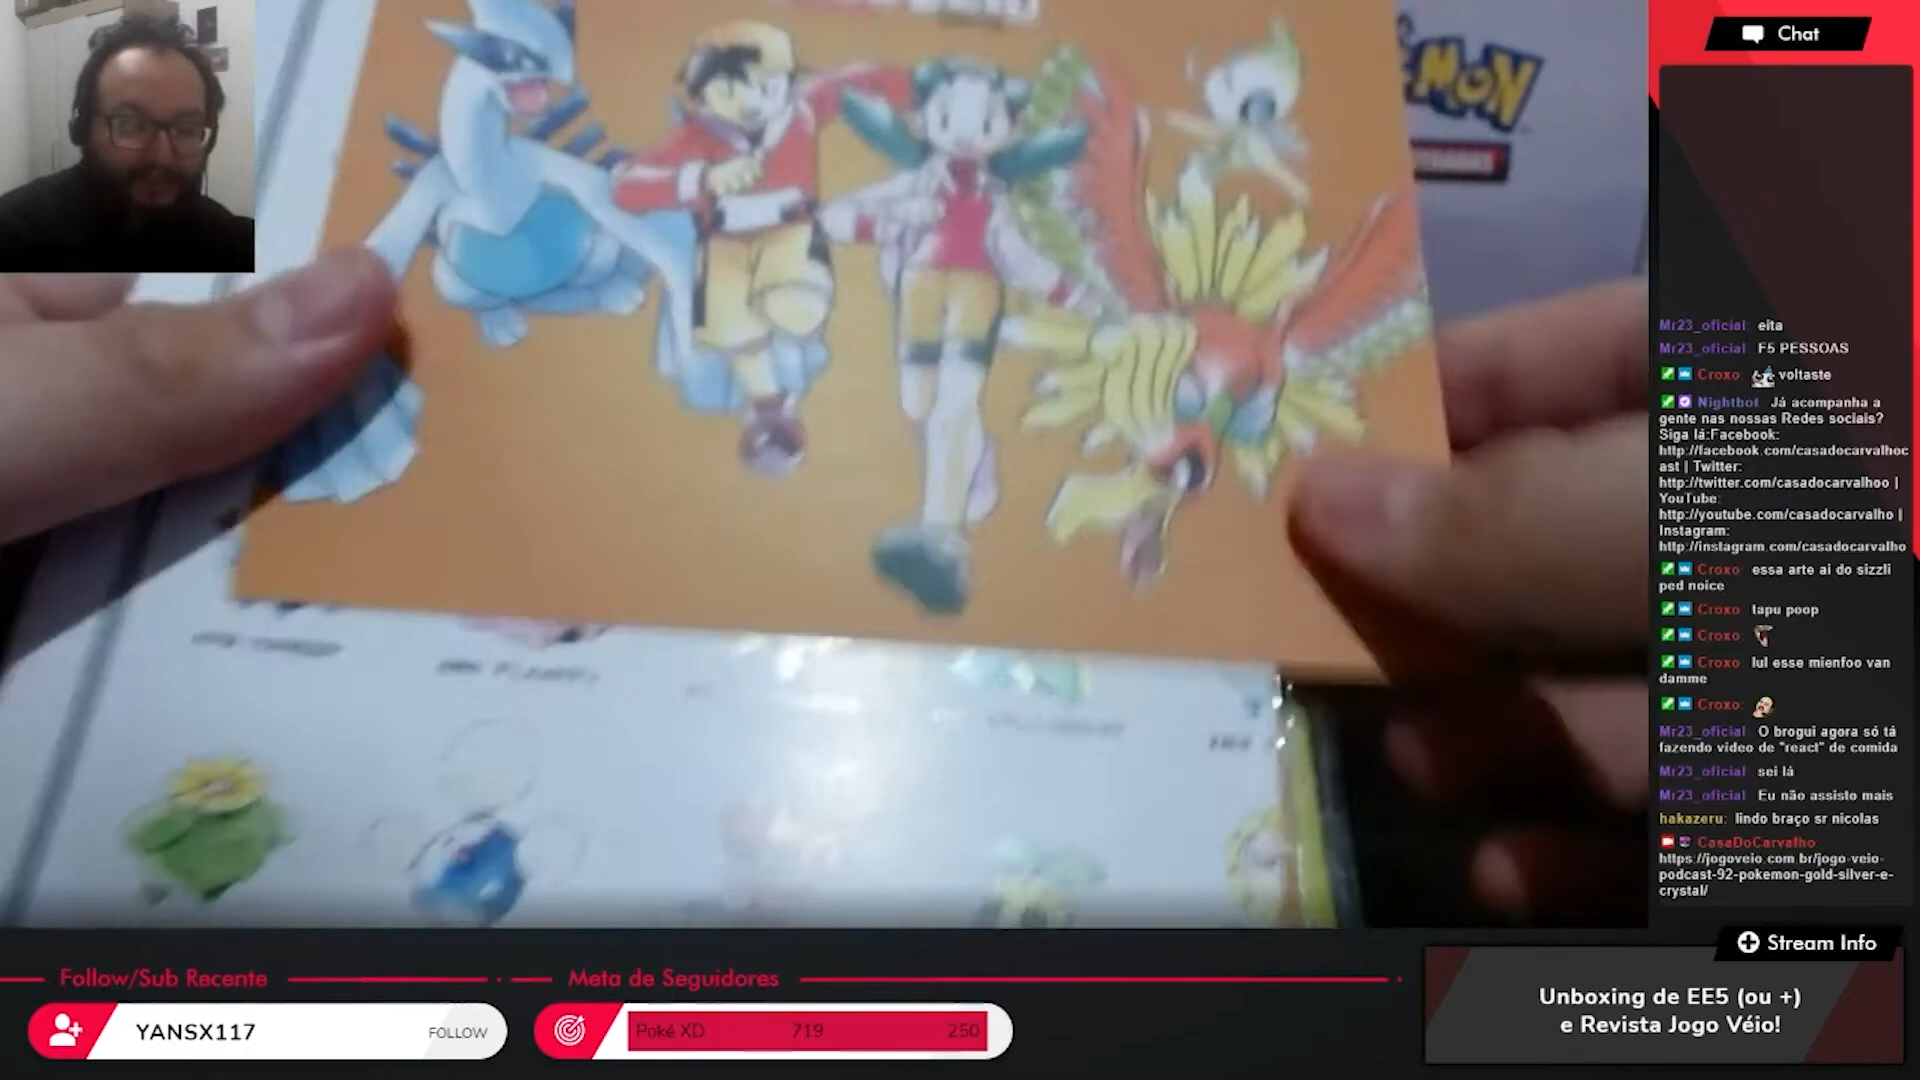 MON
Chat
Mr23_oficial: eita
Mr23_oficial: F5 PESSOAS
Croxo: voltaste
Nightbot: Já acompanha a
gente nas nossas Redes sociais?
Siga lá:Facebook:
http://facebook.com/casadocarvalhoc
ast | Twitter:
http://twitter.com/casadocarvalhoo |
YouTube:
http://youtube.com/casadocarvalho |
Instagram:
http://instagram.com/casadocarvalho
Croxo: essa arte ai do sizzli
ped noice
Croxo: tapu poop
Croxo:
Croxo: lul esse mienfoo van
damme
Croxo:
Mr23_oficial: O brogui agora só tá
fazendo vídeo de "react" de comida
Mr23_oficial: sei lá
Mr23_oficial: Eu não assisto mais
hakazeru: lindo braço sr nicolas
CasaDoCarvalho:
https://jogoveio.com.br/jogo-veio-
podcast-92-pokemon-gold-silver-e-
crystal/
Stream Info
Follow/Sub Recente
Meta de Seguidores
YANSX117
FOLLOW
Poké XD 719 250
Unboxing de EE5 (ou +)
e Revista Jogo Véio!